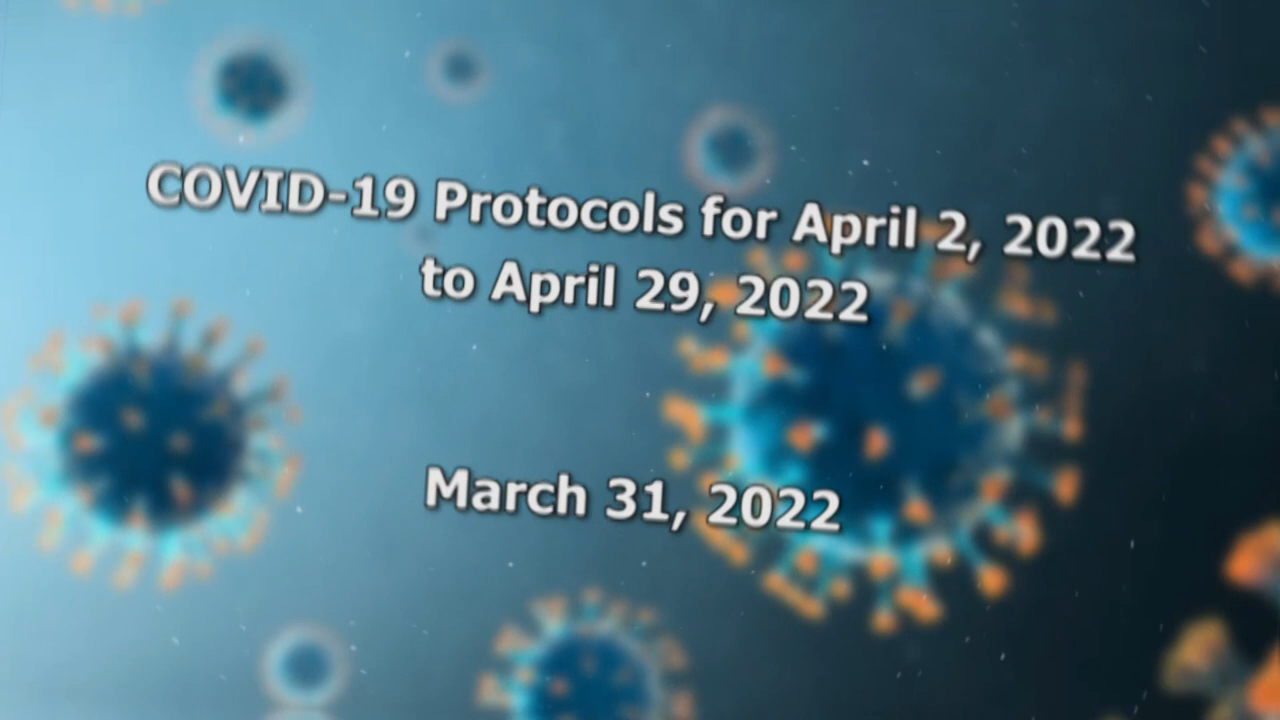 COVID-19 Protocols for April 2, 2022
to April 29, 2022
March 31, 2022